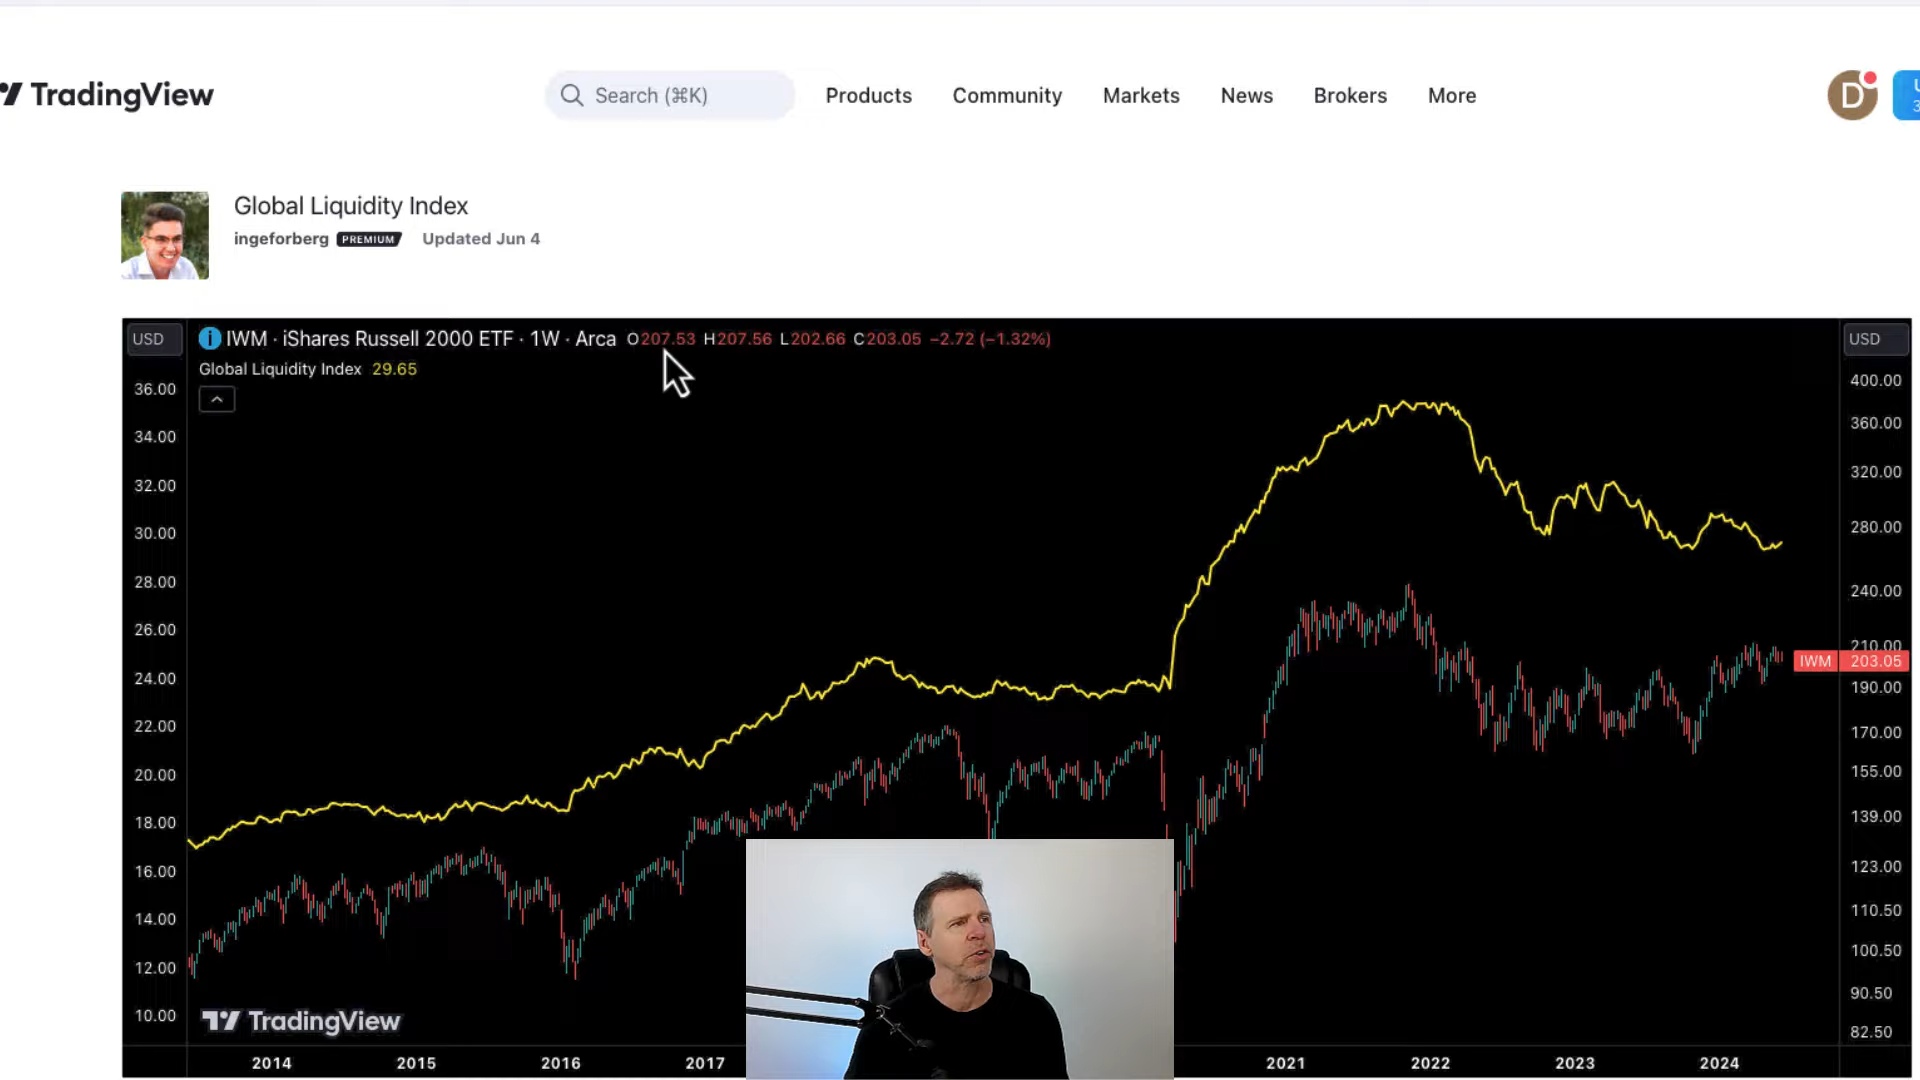 TradingView
Search (⌘K)
Products
Community
Markets
News
Brokers
More
D
Global Liquidity Index
ingeforberg PREMIUM Updated Jun 4
USD
IWM · iShares Russell 2000 ETF · 1W · Arca O207.53 H207.56 L202.66 C203.05 −2.72 (−1.32%)
USD
Global Liquidity Index 29.65
36.00
34.00
32.00
30.00
28.00
26.00
24.00
22.00
20.00
18.00
16.00
14.00
12.00
10.00
400.00
360.00
320.00
280.00
240.00
210.00
IWM 203.05
190.00
170.00
155.00
139.00
123.00
110.50
100.50
90.50
82.50
TradingView
2014
2015
2016
2017
2021
2022
2023
2024